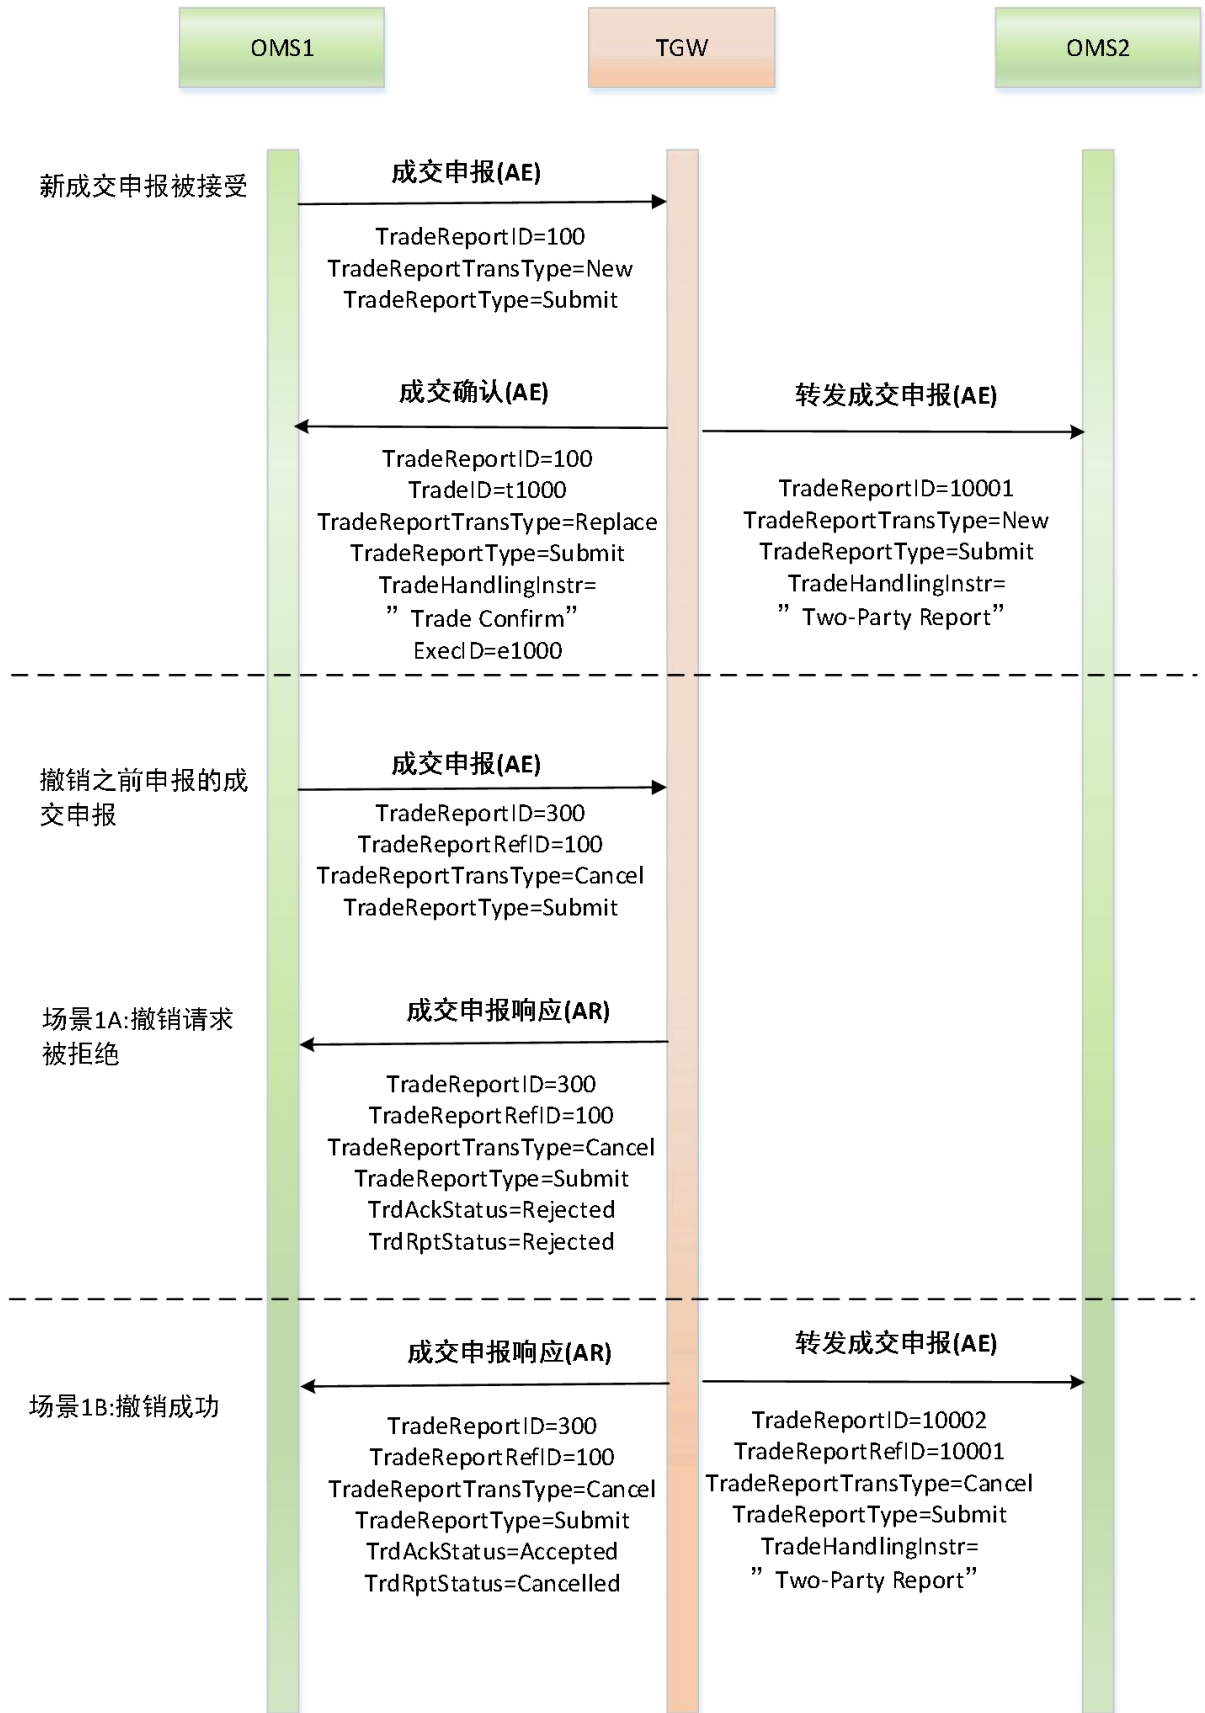 OMS1
TGW
OMS2
新成交申报被接受
成交申报(AE)
TradeReportID=100
TradeReportTransType=New
TradeReportType=Submit
成交确认(AE)
TradeReportID=100
TradeID=t1000
TradeReportTransType=Replace
TradeReportType=Submit
TradeHandlingInstr=
”Trade Confirm”
ExecID=e1000
转发成交申报(AE)
TradeReportID=10001
TradeReportTransType=New
TradeReportType=Submit
TradeHandlingInstr=
”Two-Party Report”
撤销之前申报的成
交申报
成交申报(AE)
TradeReportID=300
TradeReportRefID=100
TradeReportTransType=Cancel
TradeReportType=Submit
场景1A:撤销请求
被拒绝
成交申报响应(AR)
TradeReportID=300
TradeReportRefID=100
TradeReportTransType=Cancel
TradeReportType=Submit
TrdAckStatus=Rejected
TrdRptStatus=Rejected
场景1B:撤销成功
成交申报响应(AR)
TradeReportID=300
TradeReportRefID=100
TradeReportTransType=Cancel
TradeReportType=Submit
TrdAckStatus=Accepted
TrdRptStatus=Cancelled
转发成交申报(AE)
TradeReportID=10002
TradeReportRefID=10001
TradeReportTransType=Cancel
TradeReportType=Submit
TradeHandlingInstr=
”Two-Party Report”